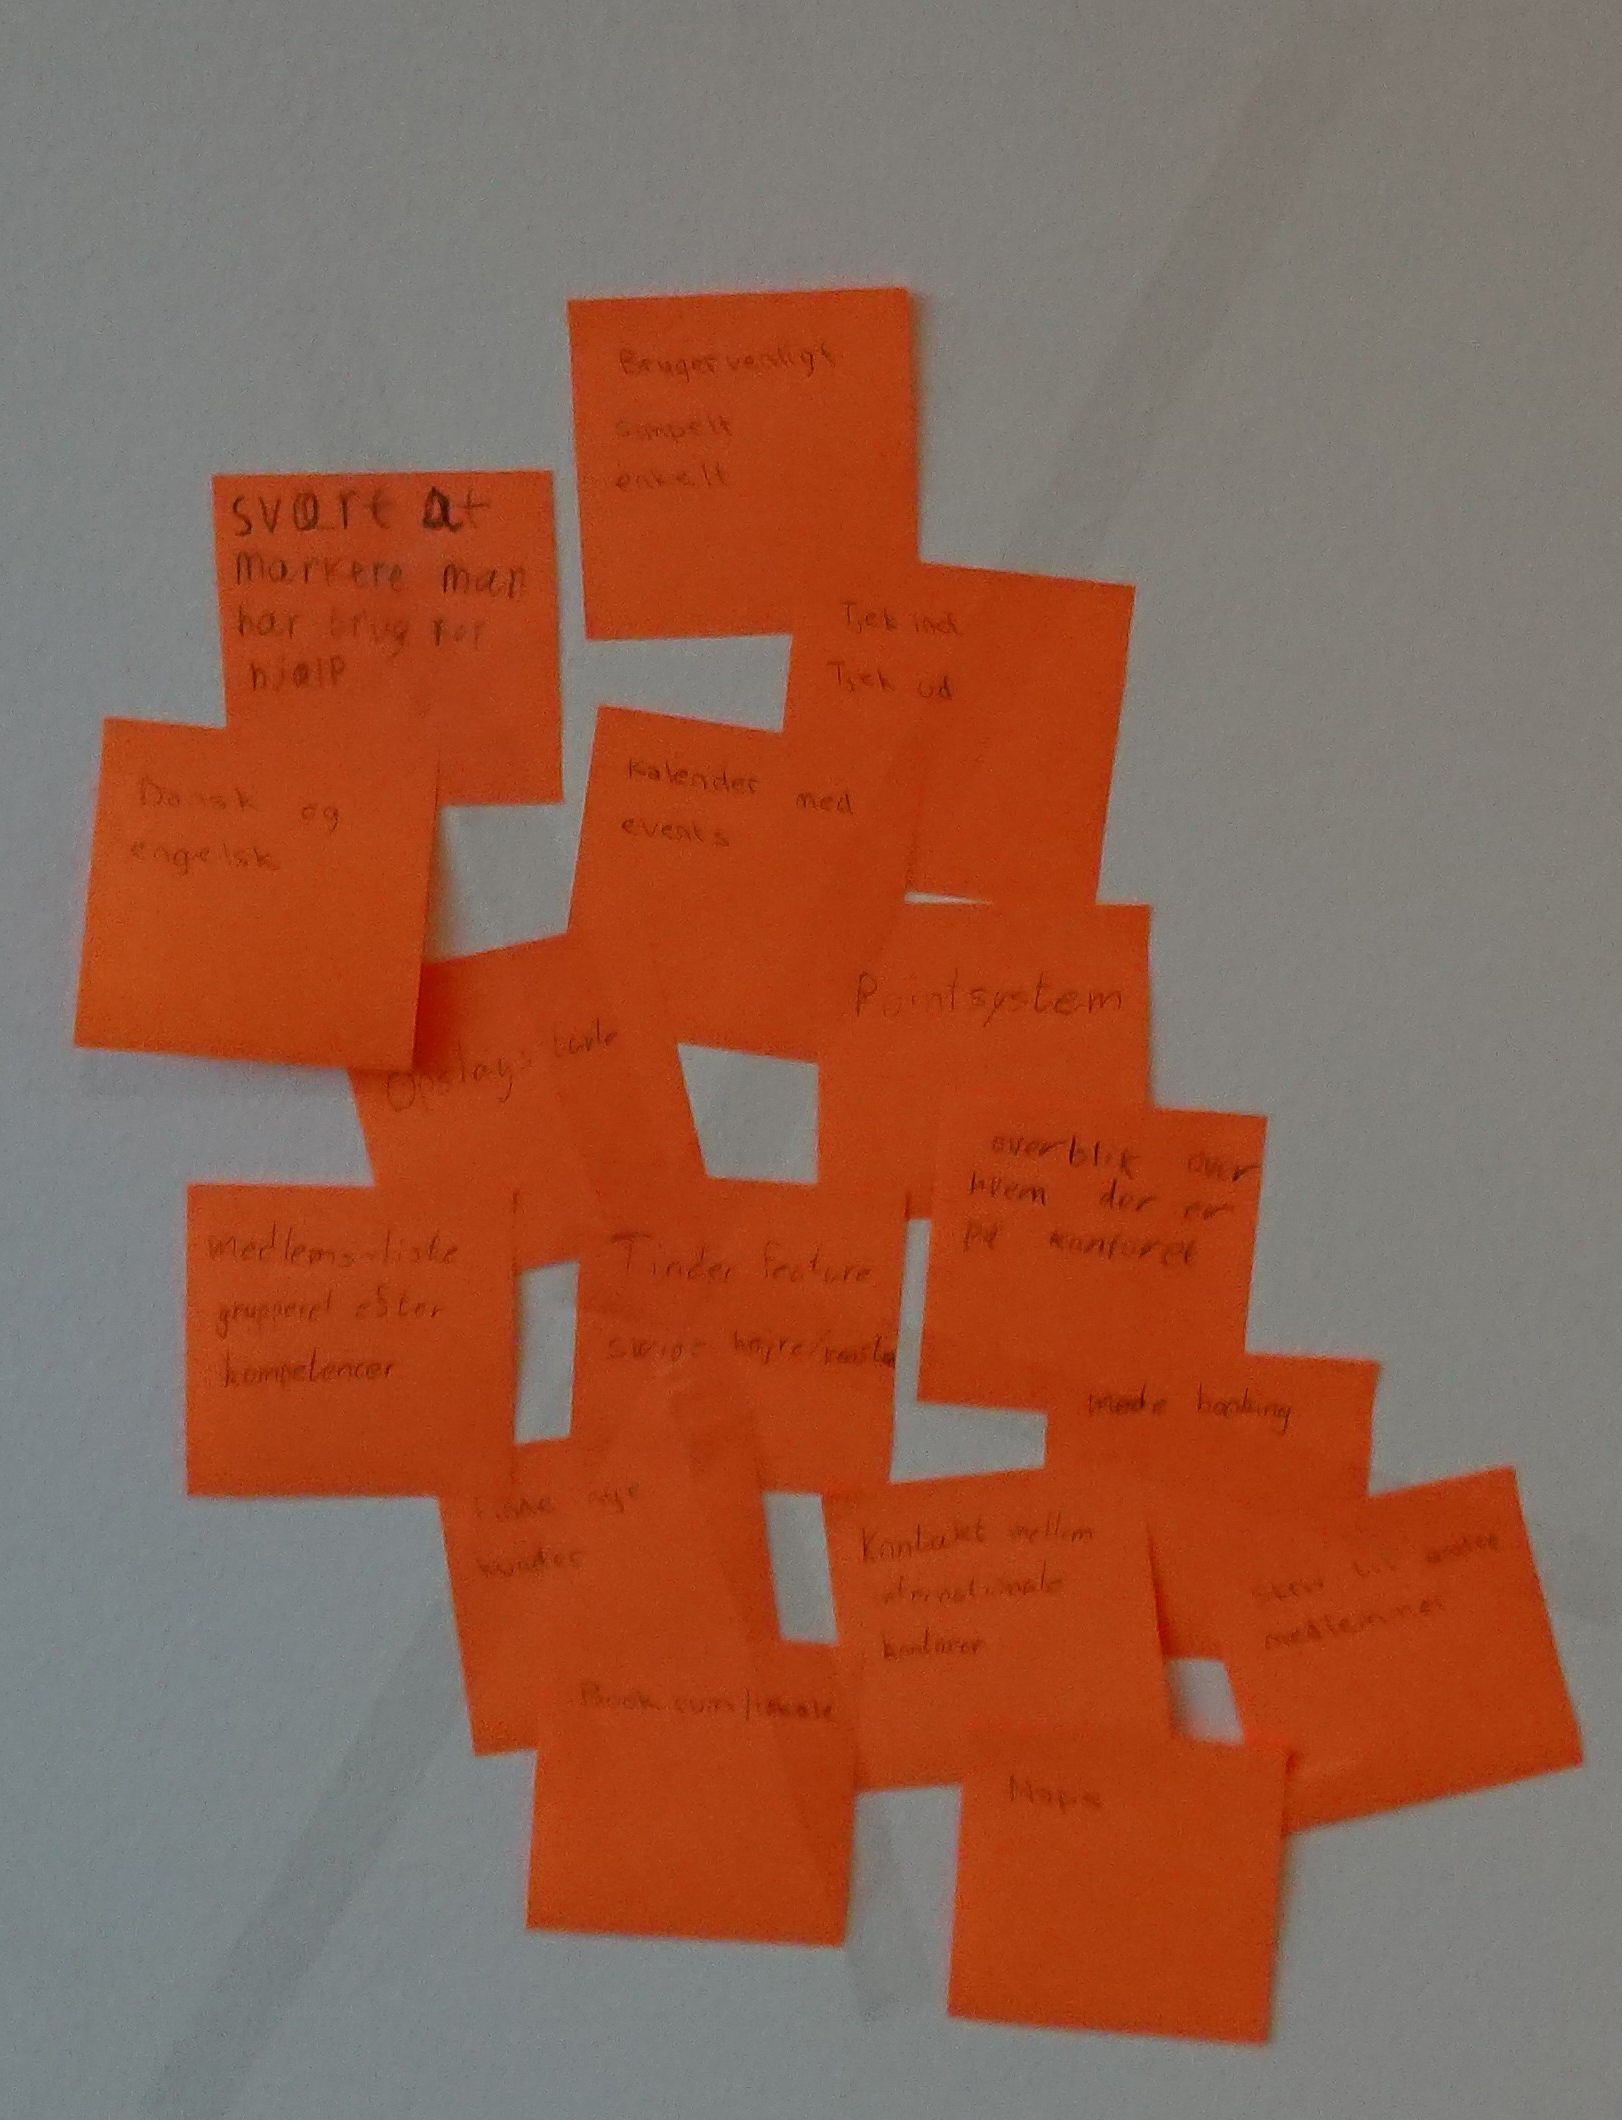 Brugervenligt
simpelt
enkelt
svært at
markere man
har brug for
hjælp
Tjek ind
Tjek ud
Kalender med
events
Dansk og
engelsk
Pointsystem
Opslags tavle
overblik over
hvem der er
på kontoret
medlems-liste
grupperet efter
kompetencer
Tinder feature
swipe højre/venstre
møde booking
Finde nye
kunder
Kontakt mellem
internationale
kontorer
Skriv til andre
medlemmer
Book rum/lokale
Maps